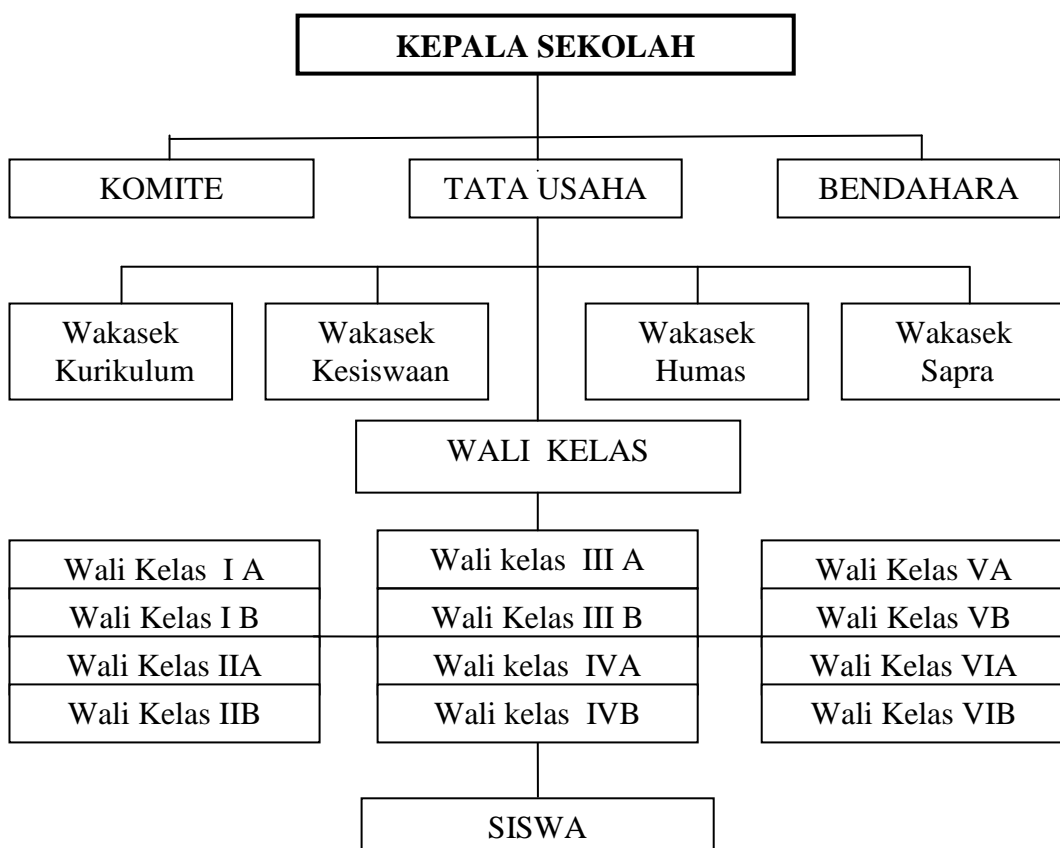 KEPALA SEKOLAH
KOMITE
TATA USAHA
BENDAHARA
Wakasek
Kurikulum
Wakasek
Kesiswaan
Wakasek
Humas
Wakasek
Sapra
WALI KELAS
Wali Kelas I A
Wali Kelas I B
Wali Kelas IIA
Wali Kelas IIB
Wali kelas III A
Wali Kelas III B
Wali kelas IVA
Wali kelas IVB
Wali Kelas VA
Wali Kelas VB
Wali Kelas VIA
Wali Kelas VIB
SISWA